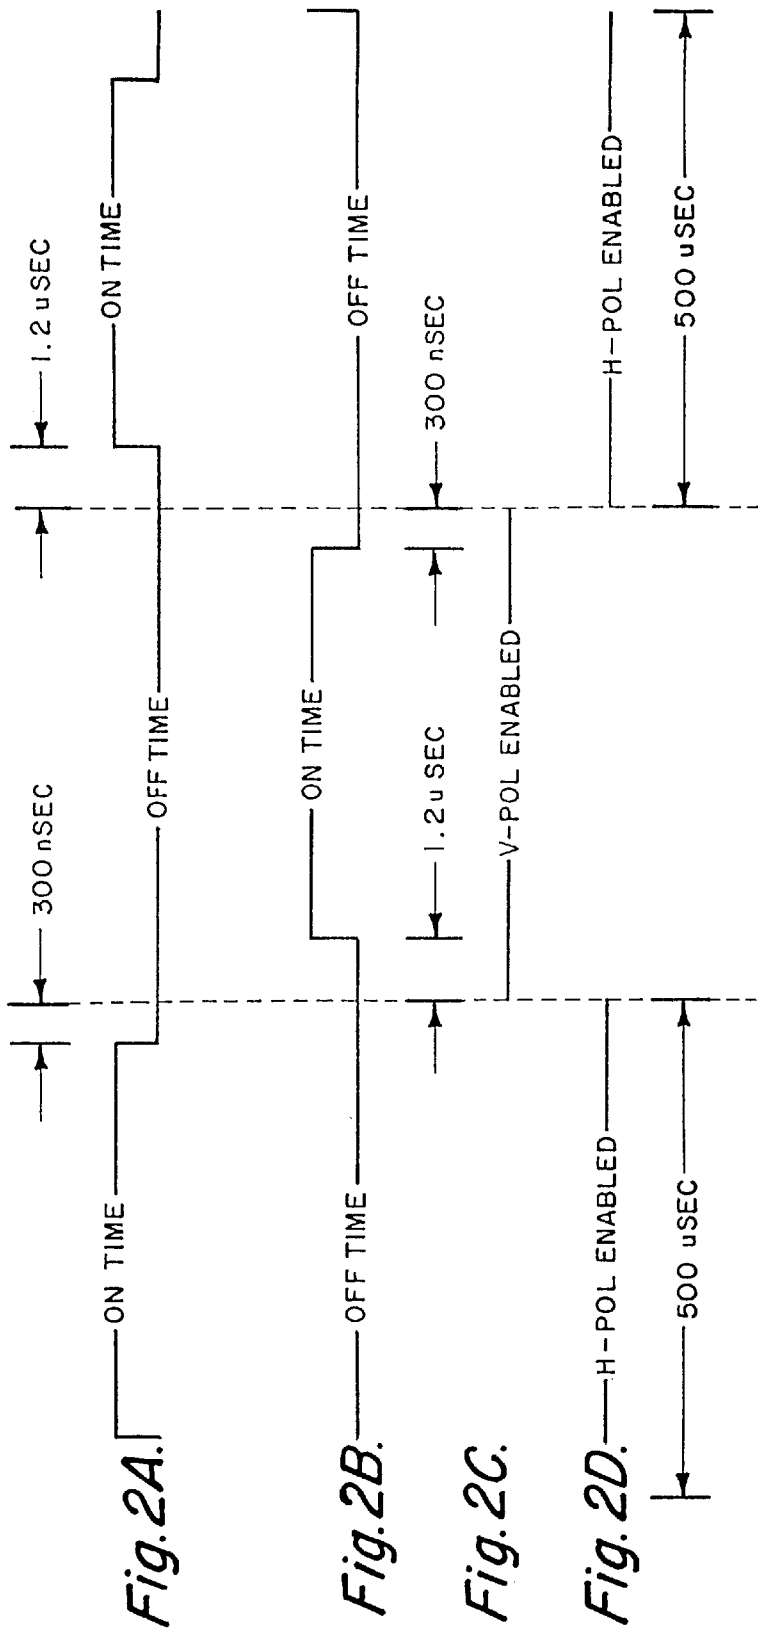 300 nSEC
1.2 uSEC
Fig. 2A.
ON TIME
OFF TIME
ON TIME
Fig. 2B.
OFF TIME
ON TIME
OFF TIME
1.2 uSEC
300 nSEC
Fig. 2C.
V-POL ENABLED
Fig. 2D.
H-POL ENABLED
H-POL ENABLED
500 uSEC
500 uSEC